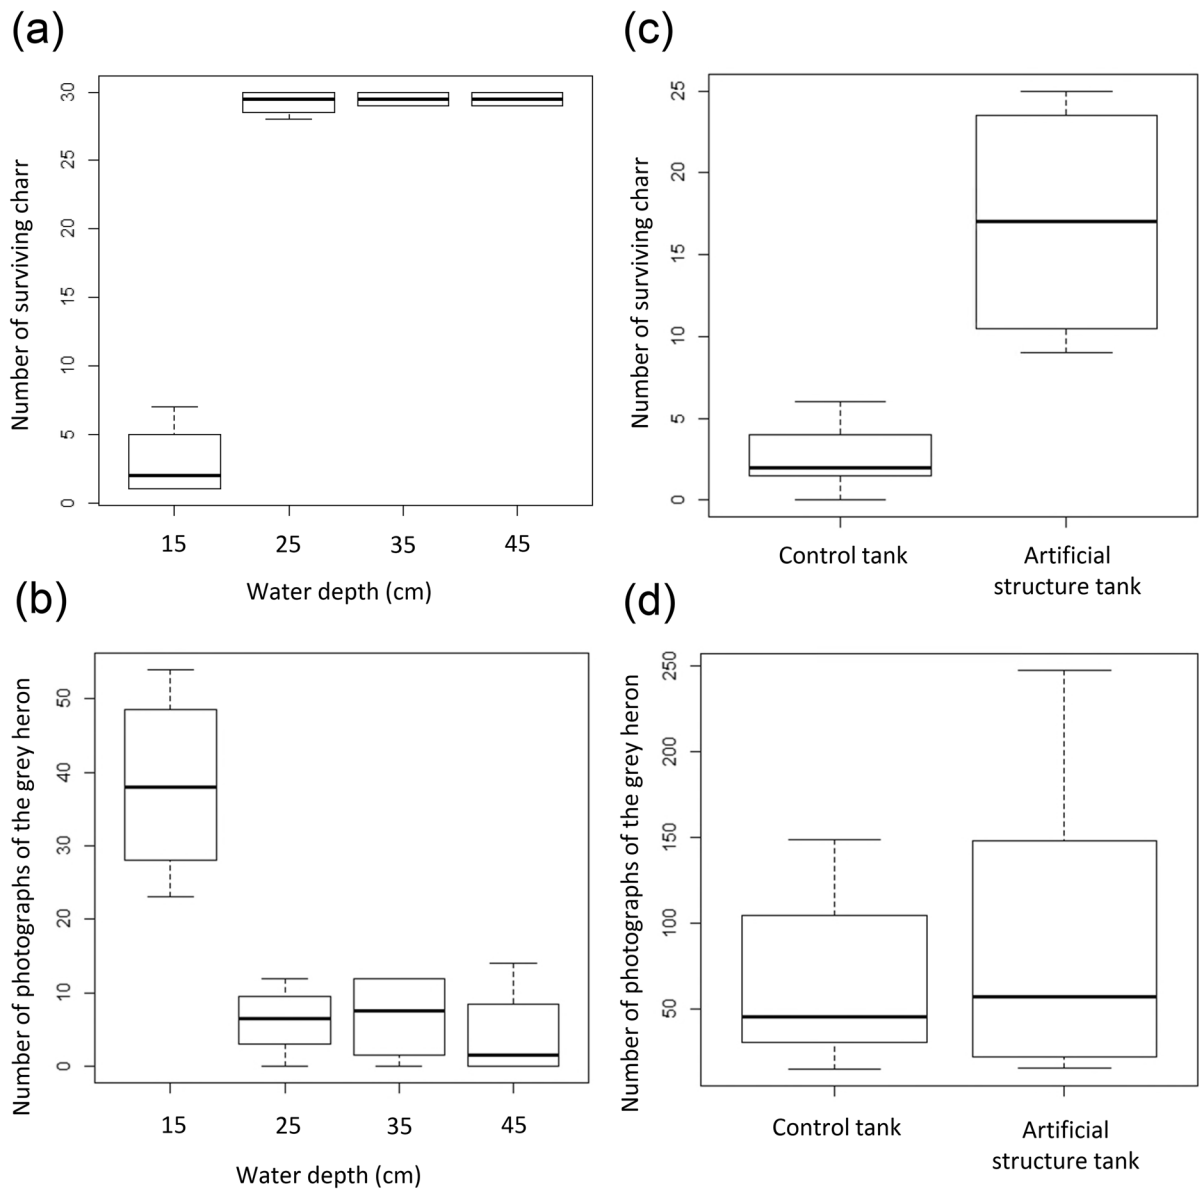 (a)
Number of surviving charr
30
25
20
15
10
5
0
15 25 35 45
Water depth (cm)
(c)
Number of surviving charr
25
20
15
10
5
0
Control tank
Artificial
structure tank
(b)
Number of photographs of the grey heron
50
40
30
20
10
0
15 25 35 45
Water depth (cm)
(d)
Number of photographs of the grey heron
250
200
150
100
50
Control tank
Artificial
structure tank